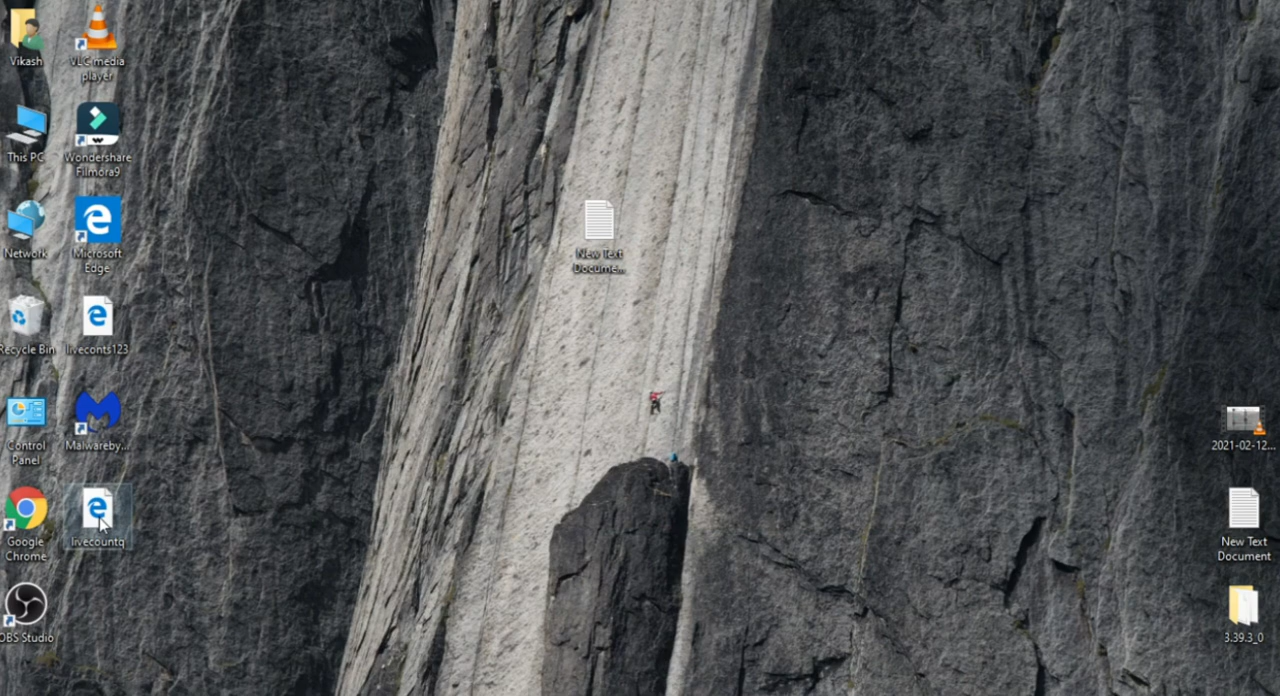 Vikash
VLC media
player
This PC
Wondershare
Filmora9
Network
Microsoft
Edge
Recycle Bin
liveconts123
Control
Panel
Malwareby...
Google
Chrome
livecountq
OBS Studio
New Text
Docume...
2021-02-12...
New Text
Document
3.39.3_0